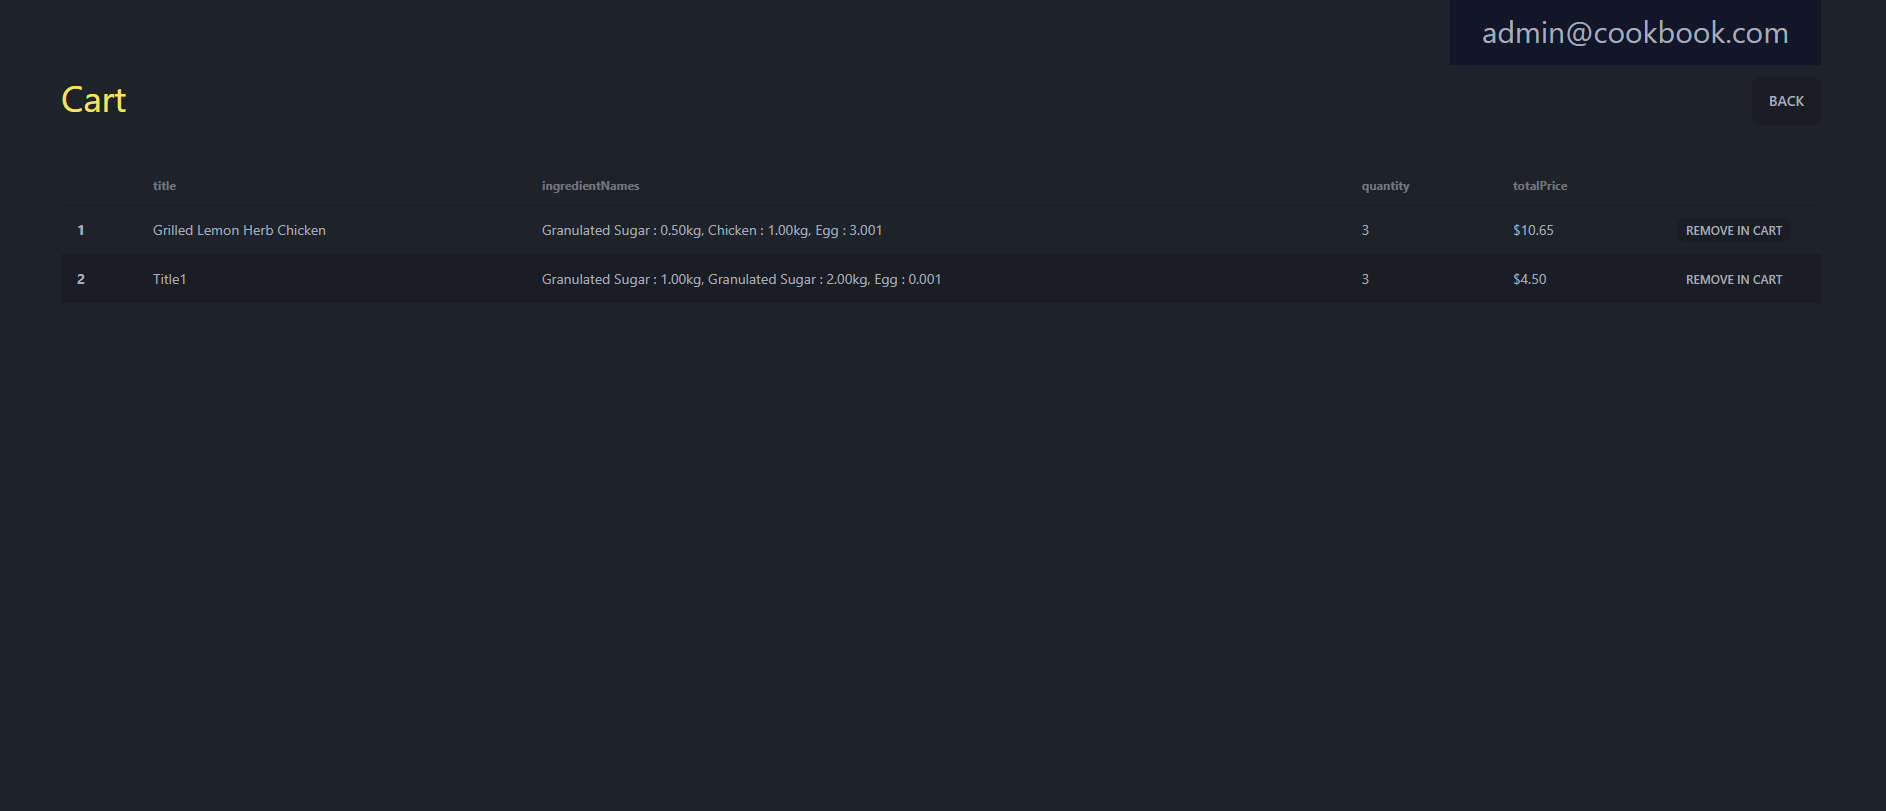 admin@cookbook.com
Cart
BACK
title ingredientNames quantity totalPrice
1 Grilled Lemon Herb Chicken Granulated Sugar : 0.50kg, Chicken : 1.00kg, Egg : 3.001 3 $10.65 REMOVE IN CART
2 Title1 Granulated Sugar : 1.00kg, Granulated Sugar : 2.00kg, Egg : 0.001 3 $4.50 REMOVE IN CART